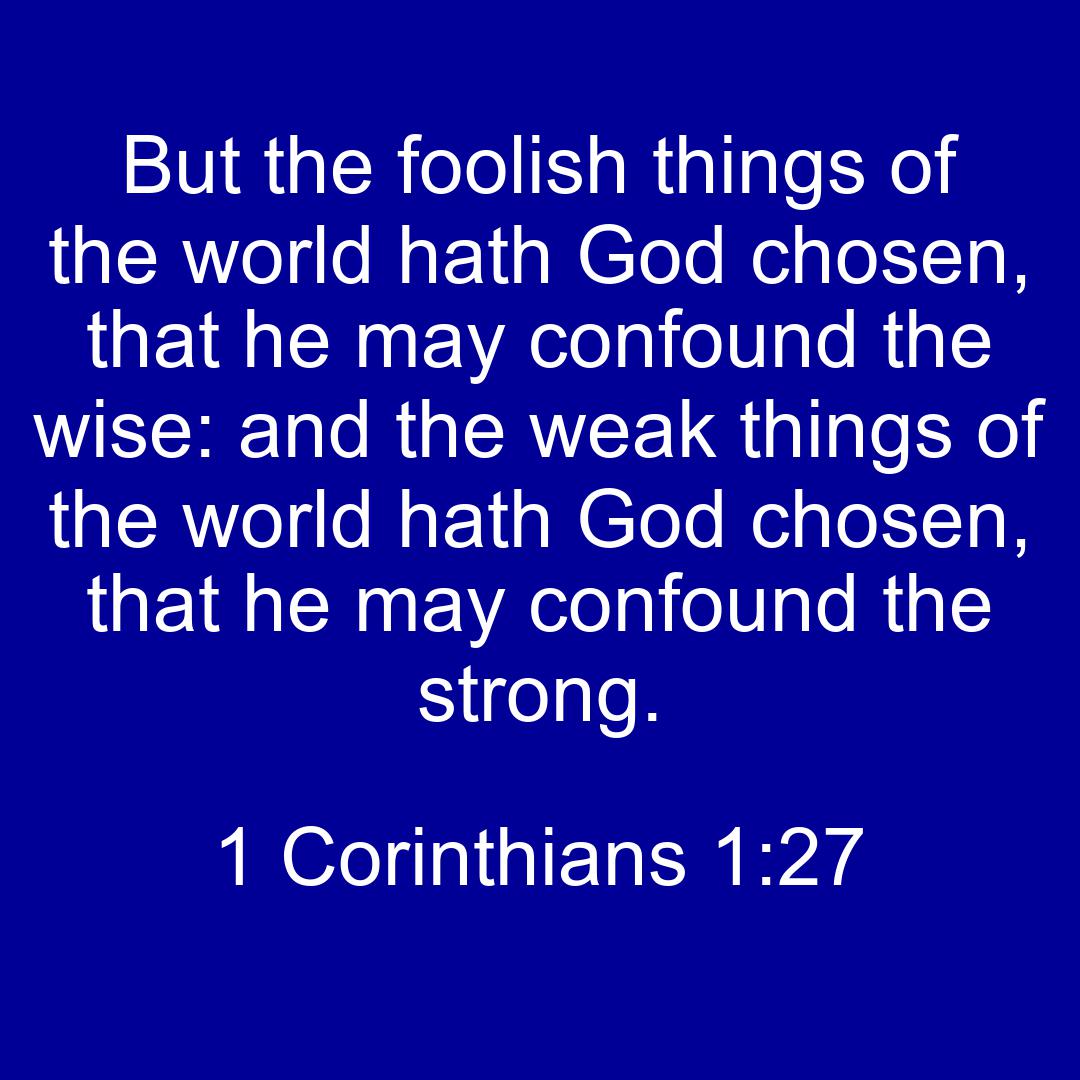 But the foolish things of
the world hath God chosen,
that he may confound the
wise: and the weak things of
the world hath God chosen,
that he may confound the
strong.
1 Corinthians 1:27